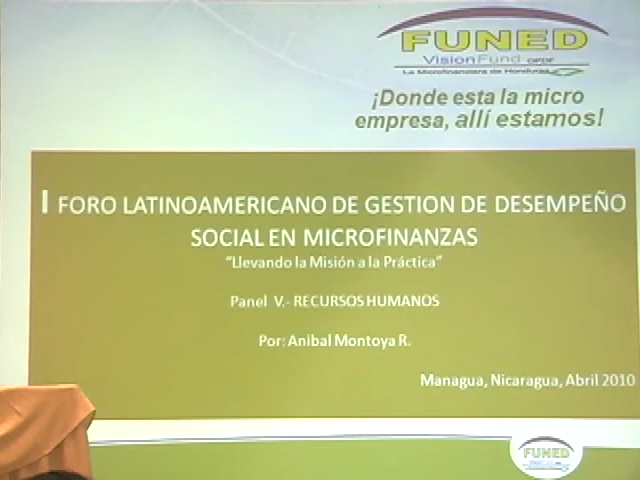 FUNED
VisionFund OPDF
La Microfinanciera de Honduras
¡Donde esta la micro
empresa, allí estamos!
I FORO LATINOAMERICANO DE GESTION DE DESEMPEÑO
SOCIAL EN MICROFINANZAS
“Llevando la Misión a la Práctica”
Panel V.- RECURSOS HUMANOS
Por: Anibal Montoya R.
Managua, Nicaragua, Abril 2010
FUNED